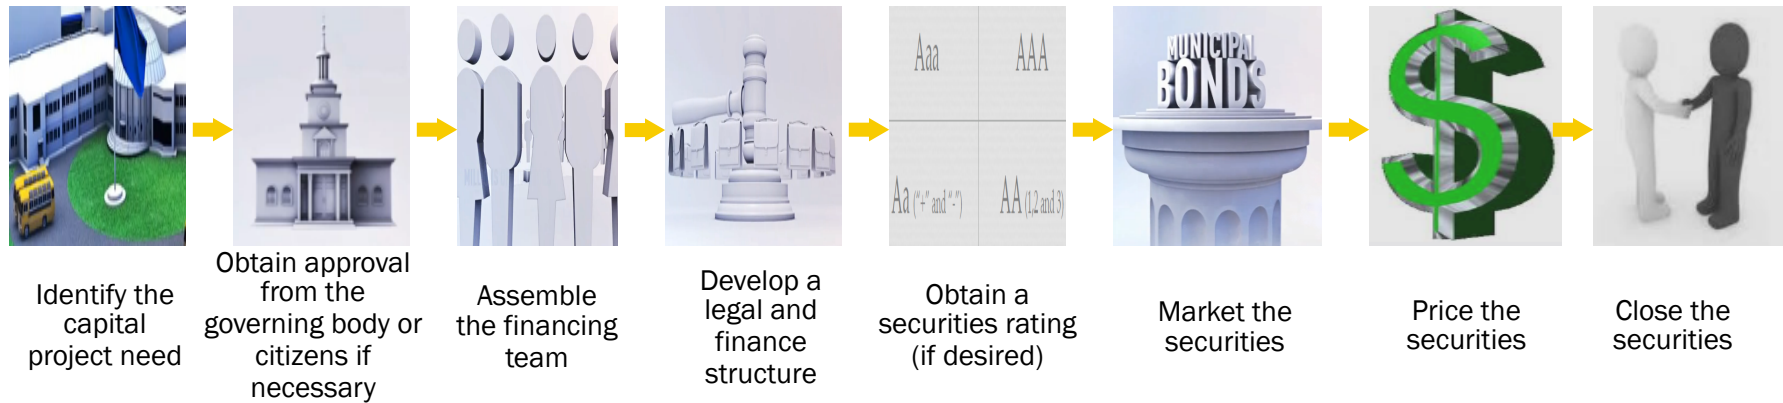 Aaa
AAA
Aa ("+" and "-")
AA (1,2 and 3)
MUNICIPAL
BONDS
Identify the
capital
project need
Obtain approval
from the
governing body or
citizens if
necessary
Assemble
the financing
team
Develop a
legal and
finance
structure
Obtain a
securities rating
(if desired)
Market the
securities
Price the
securities
Close the
securities